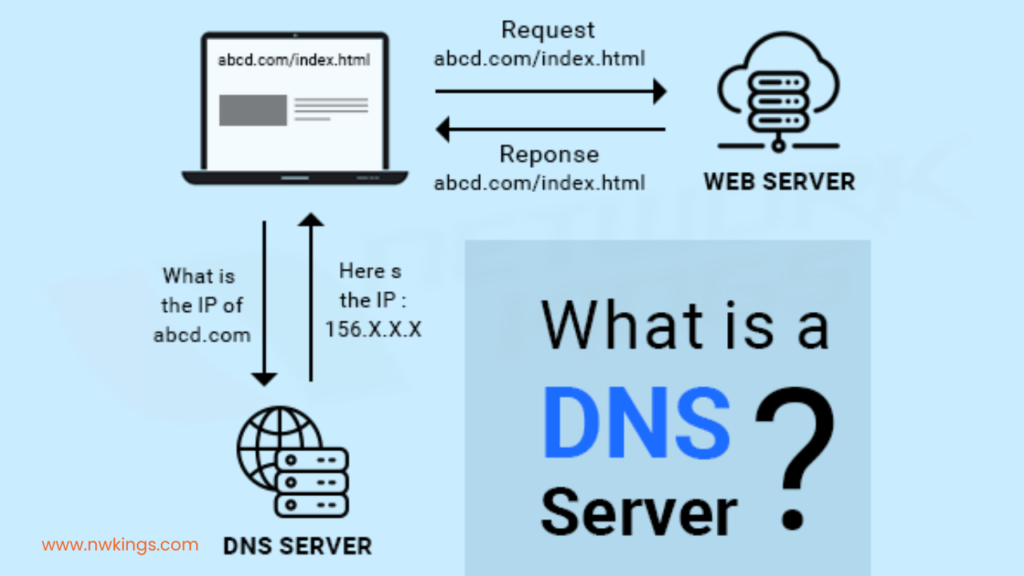 abcd.com/index.html
Request
abcd.com/index.html
Reponse
abcd.com/index.html
WEB SERVER
What is
the IP of
abcd.com
Here s
the IP :
156.X.X.X
DNS SERVER
www.nwkings.com
What is a
DNS
Server
?
NETWORK